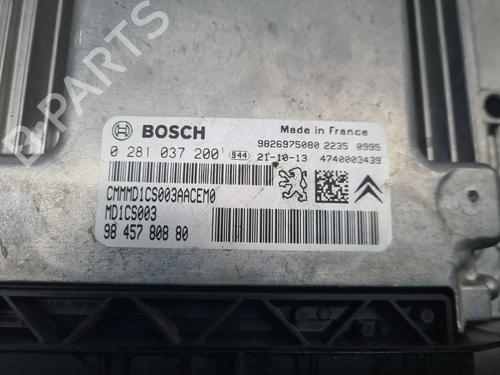 B-PARTS
BOSCH
Made in France
9826975080 2235 0995
0 281 037 200 944 21-10-13 4740003439
CMMMD1CS003AACEM0
MD1CS003
98 457 808 80